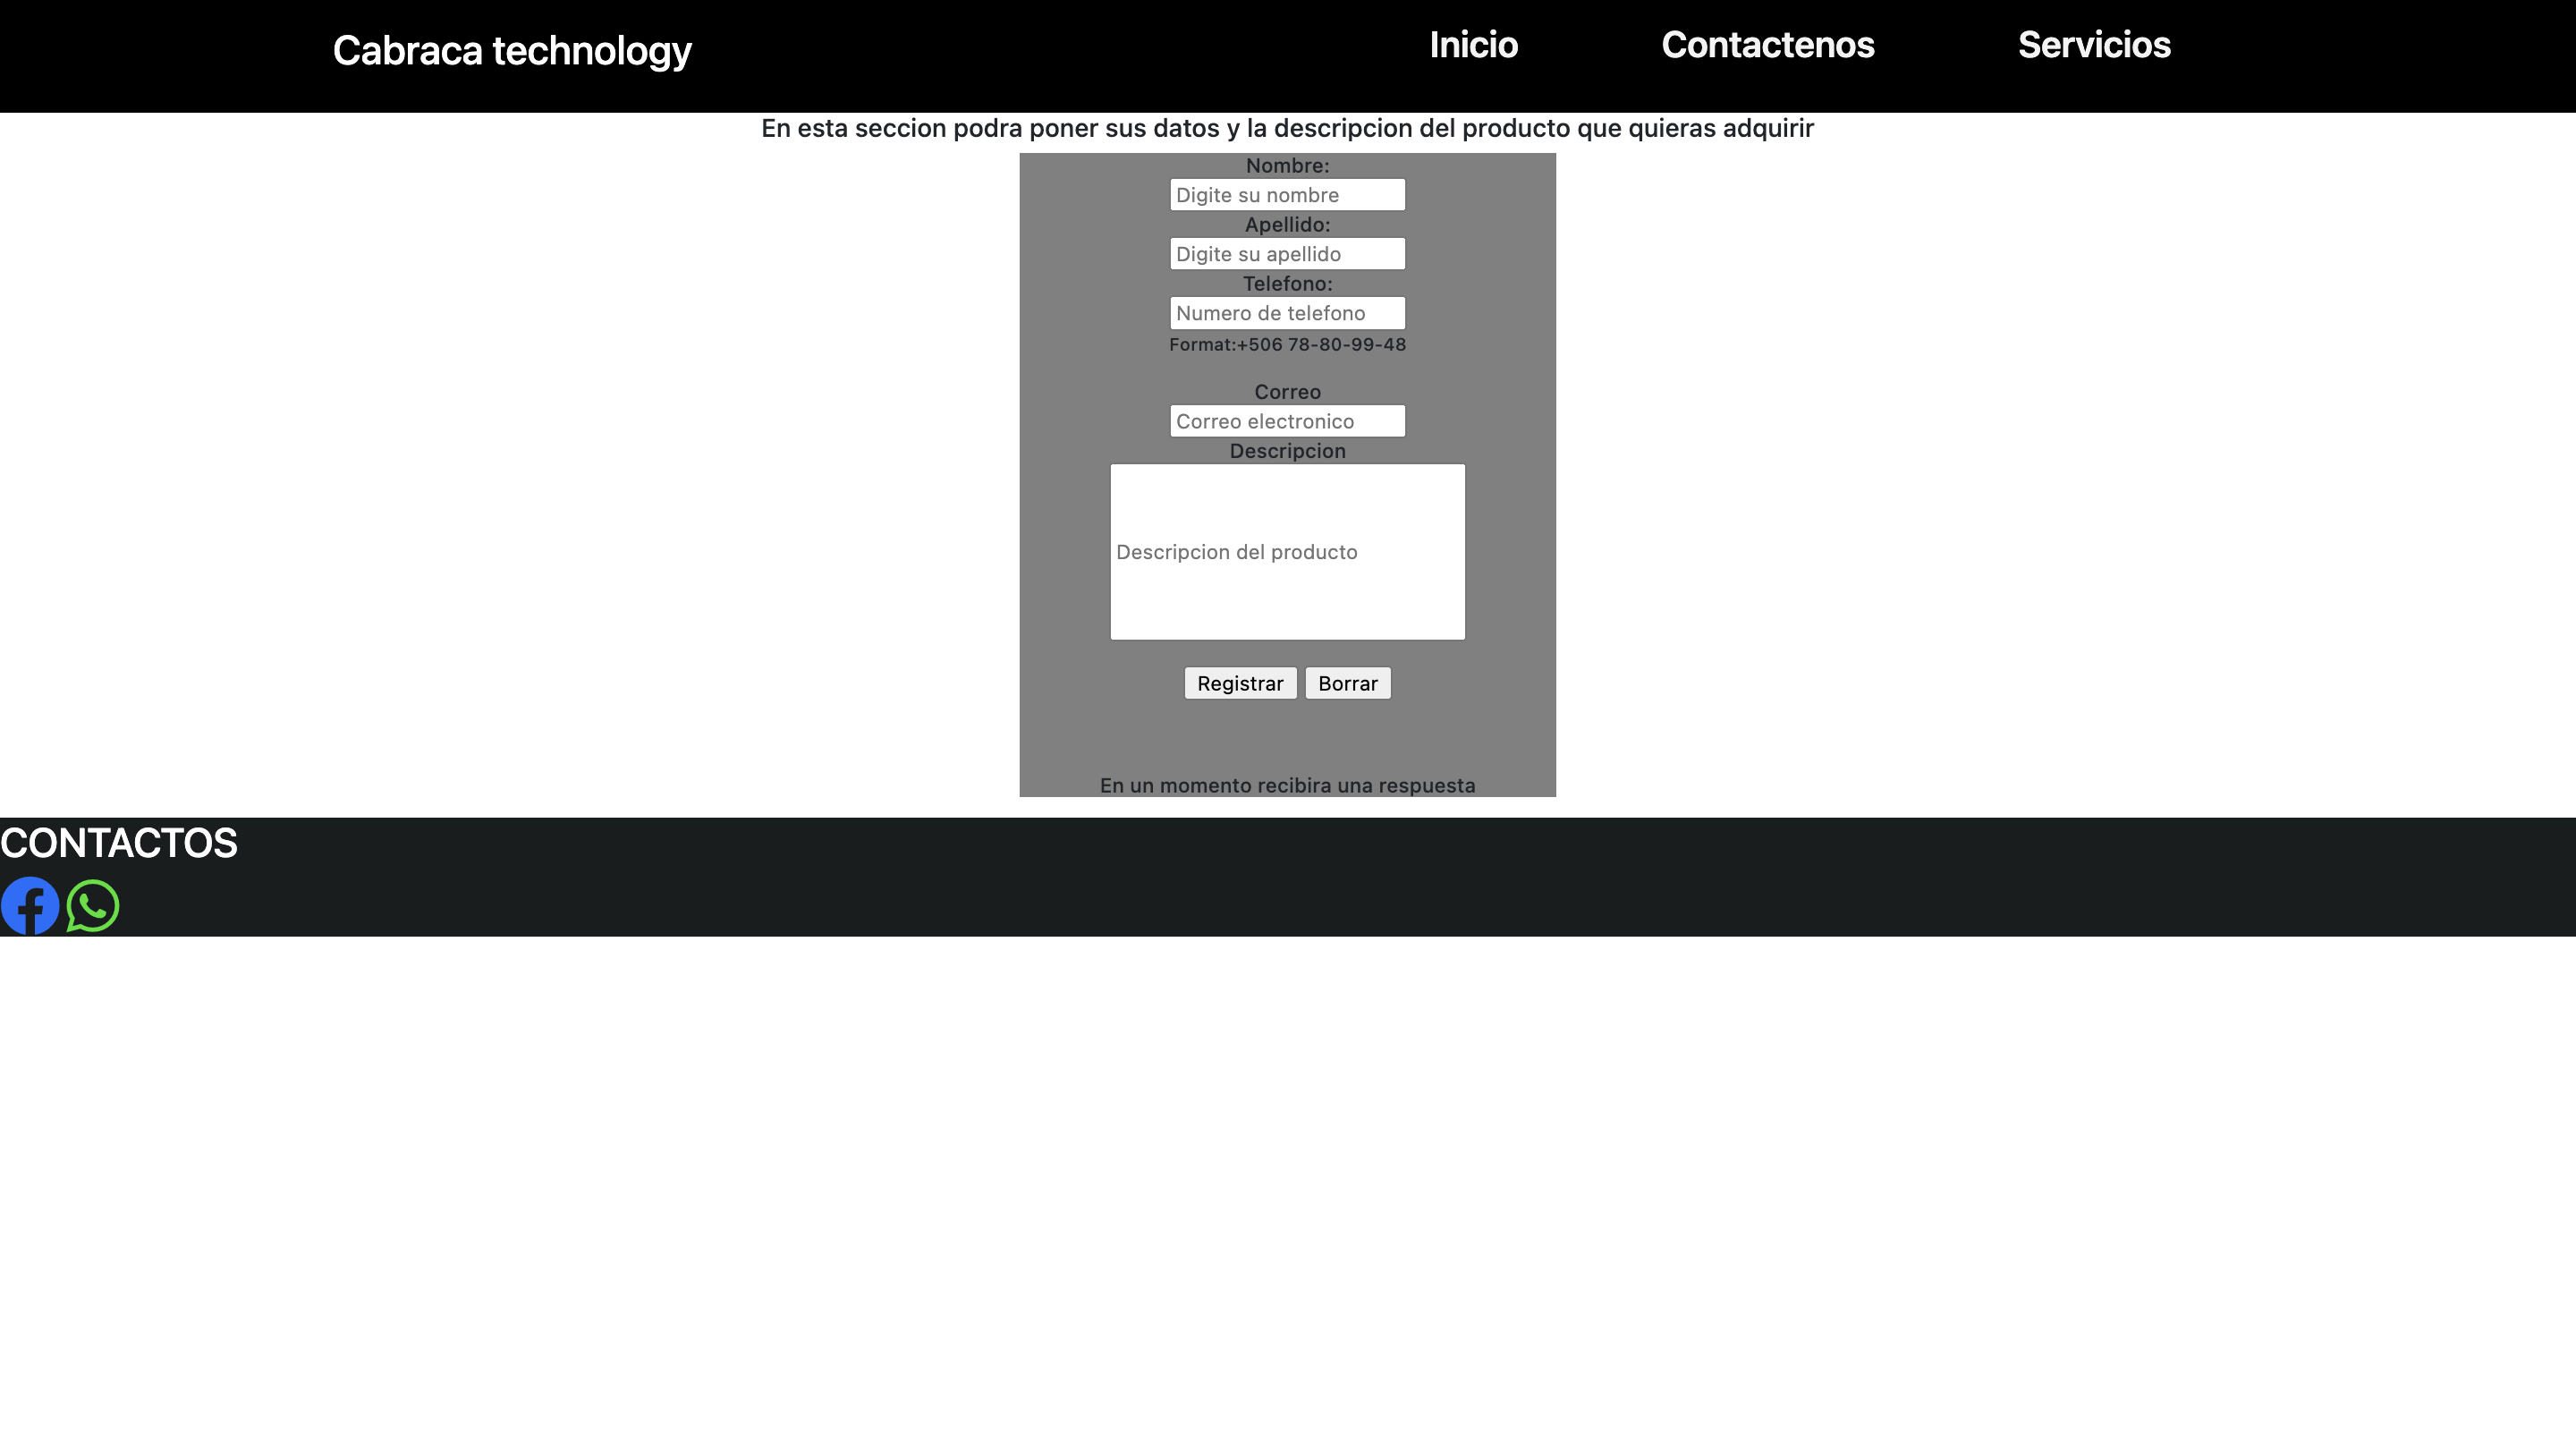 Cabraca technology
Inicio Contactenos Servicios
En esta seccion podra poner sus datos y la descripcion del producto que quieras adquirir
Nombre:
Digite su nombre
Apellido:
Digite su apellido
Telefono:
Numero de telefono
Format:+506 78-80-99-48
Correo
Correo electronico
Descripcion
Descripcion del producto
Registrar Borrar
En un momento recibira una respuesta
CONTACTOS